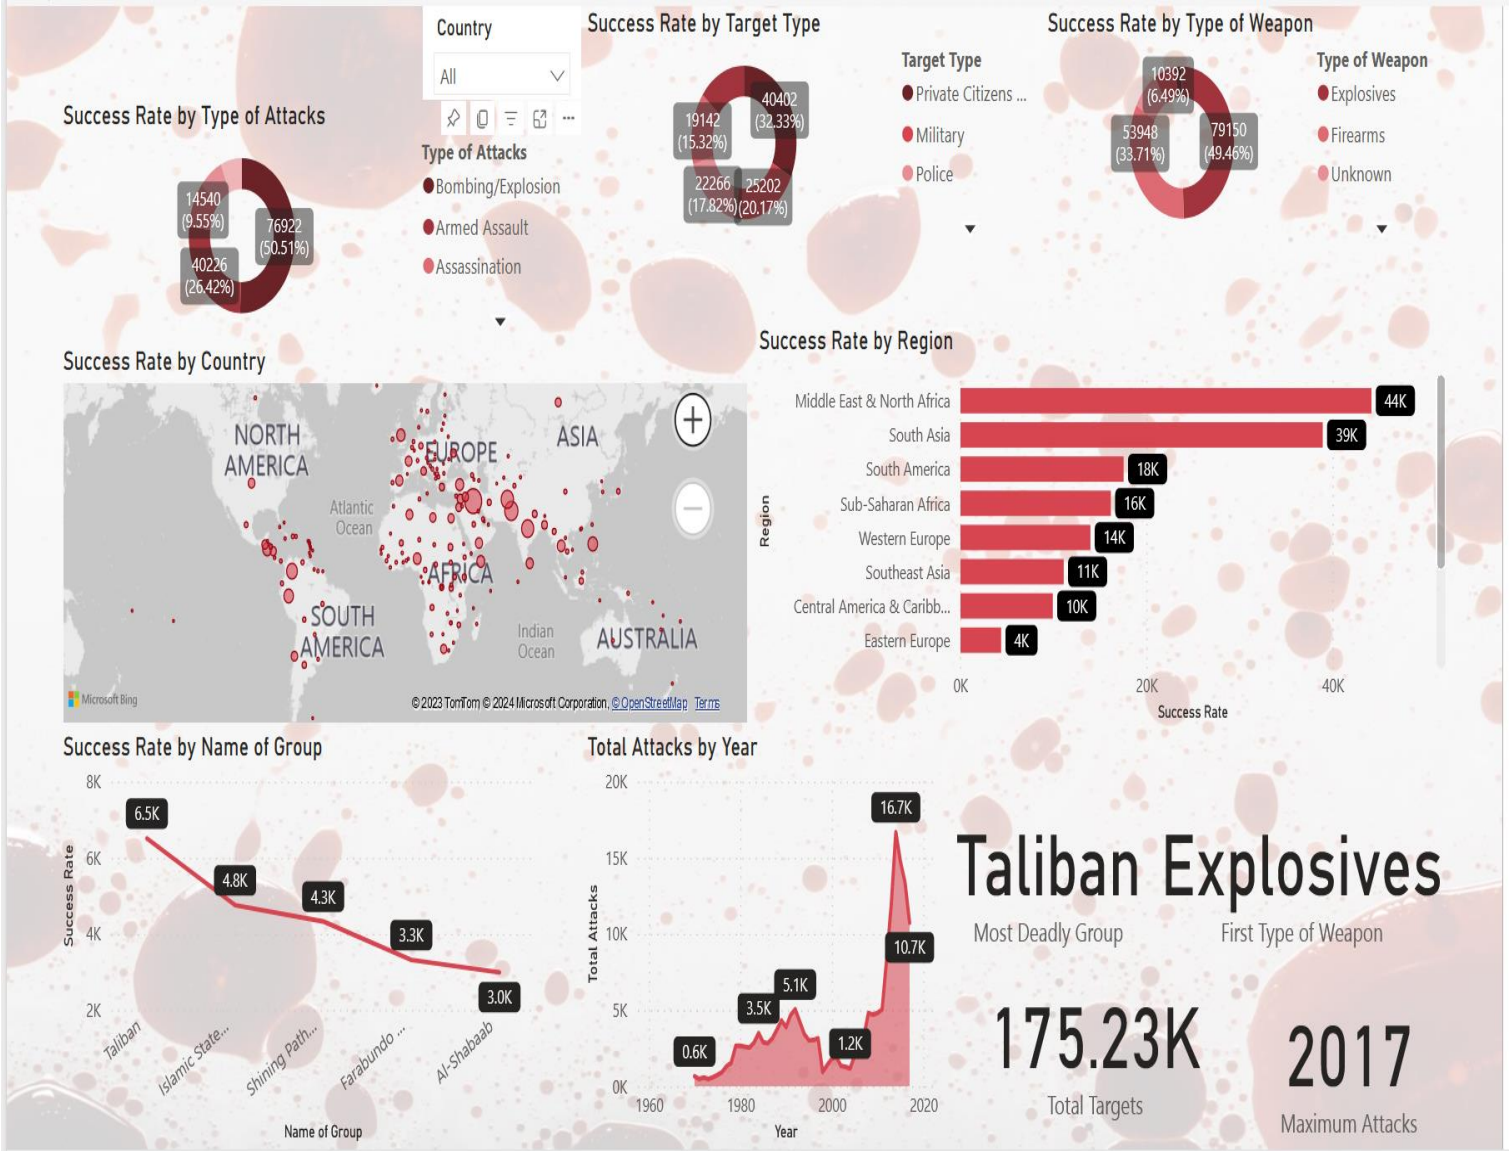 Country
All
Success Rate by Type of Attacks
Type of Attacks
Bombing/Explosion
Armed Assault
Assassination
14540
(9.55%)
76922
(50.51%)
40226
(26.42%)
Success Rate by Target Type
Target Type
Private Citizens ...
Military
Police
40402
(32.33%)
19142
(15.32%)
22266
(17.82%)
25202
(20.17%)
Success Rate by Type of Weapon
Type of Weapon
Explosives
Firearms
Unknown
10392
(6.49%)
53948
(33.71%)
79150
(49.46%)
Success Rate by Country
NORTH
AMERICA
EUROPE
ASIA
Atlantic
Ocean
AFRICA
SOUTH
AMERICA
Indian
Ocean
AUSTRALIA
Microsoft Bing
© 2023 TomTom, © 2024 Microsoft Corporation, © OpenStreetMap Terms
Success Rate by Region
Region
Middle East & North Africa 44K
South Asia 39K
South America 18K
Sub-Saharan Africa 16K
Western Europe 14K
Southeast Asia 11K
Central America & Caribb... 10K
Eastern Europe 4K
0K 20K 40K
Success Rate
Success Rate by Name of Group
Success Rate
8K
6K
4K
2K
6.5K
4.8K
4.3K
3.3K
3.0K
Taliban
Islamic State...
Shining Path...
Farabundo ...
Al-Shabaab
Name of Group
Total Attacks by Year
Total Attacks
20K
15K
10K
5K
0K
0.6K
3.5K
5.1K
1.2K
16.7K
10.7K
1960 1980 2000 2020
Year
Taliban
Most Deadly Group
Explosives
First Type of Weapon
175.23K
Total Targets
2017
Maximum Attacks